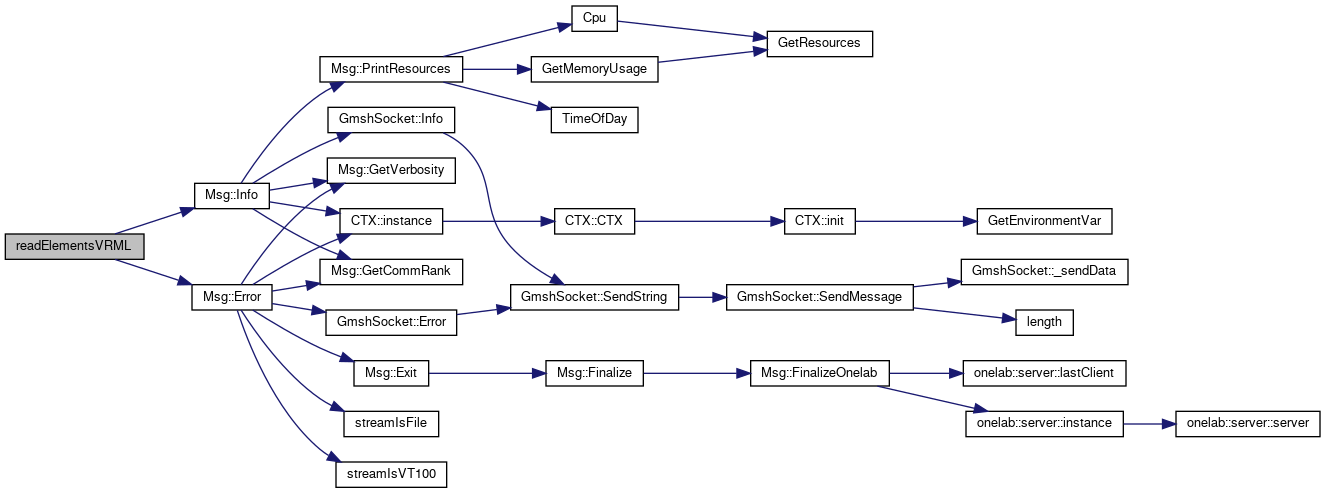 readElementsVRML
Msg::Info
Msg::Error
Msg::PrintResources
GmshSocket::Info
Msg::GetVerbosity
CTX::instance
Msg::GetCommRank
GmshSocket::Error
Msg::Exit
streamIsFile
streamIsVT100
Cpu
GetMemoryUsage
TimeOfDay
CTX::CTX
GmshSocket::SendString
Msg::Finalize
GetResources
CTX::init
GmshSocket::SendMessage
Msg::FinalizeOnelab
GetEnvironmentVar
GmshSocket::_sendData
length
onelab::server::lastClient
onelab::server::instance
onelab::server::server